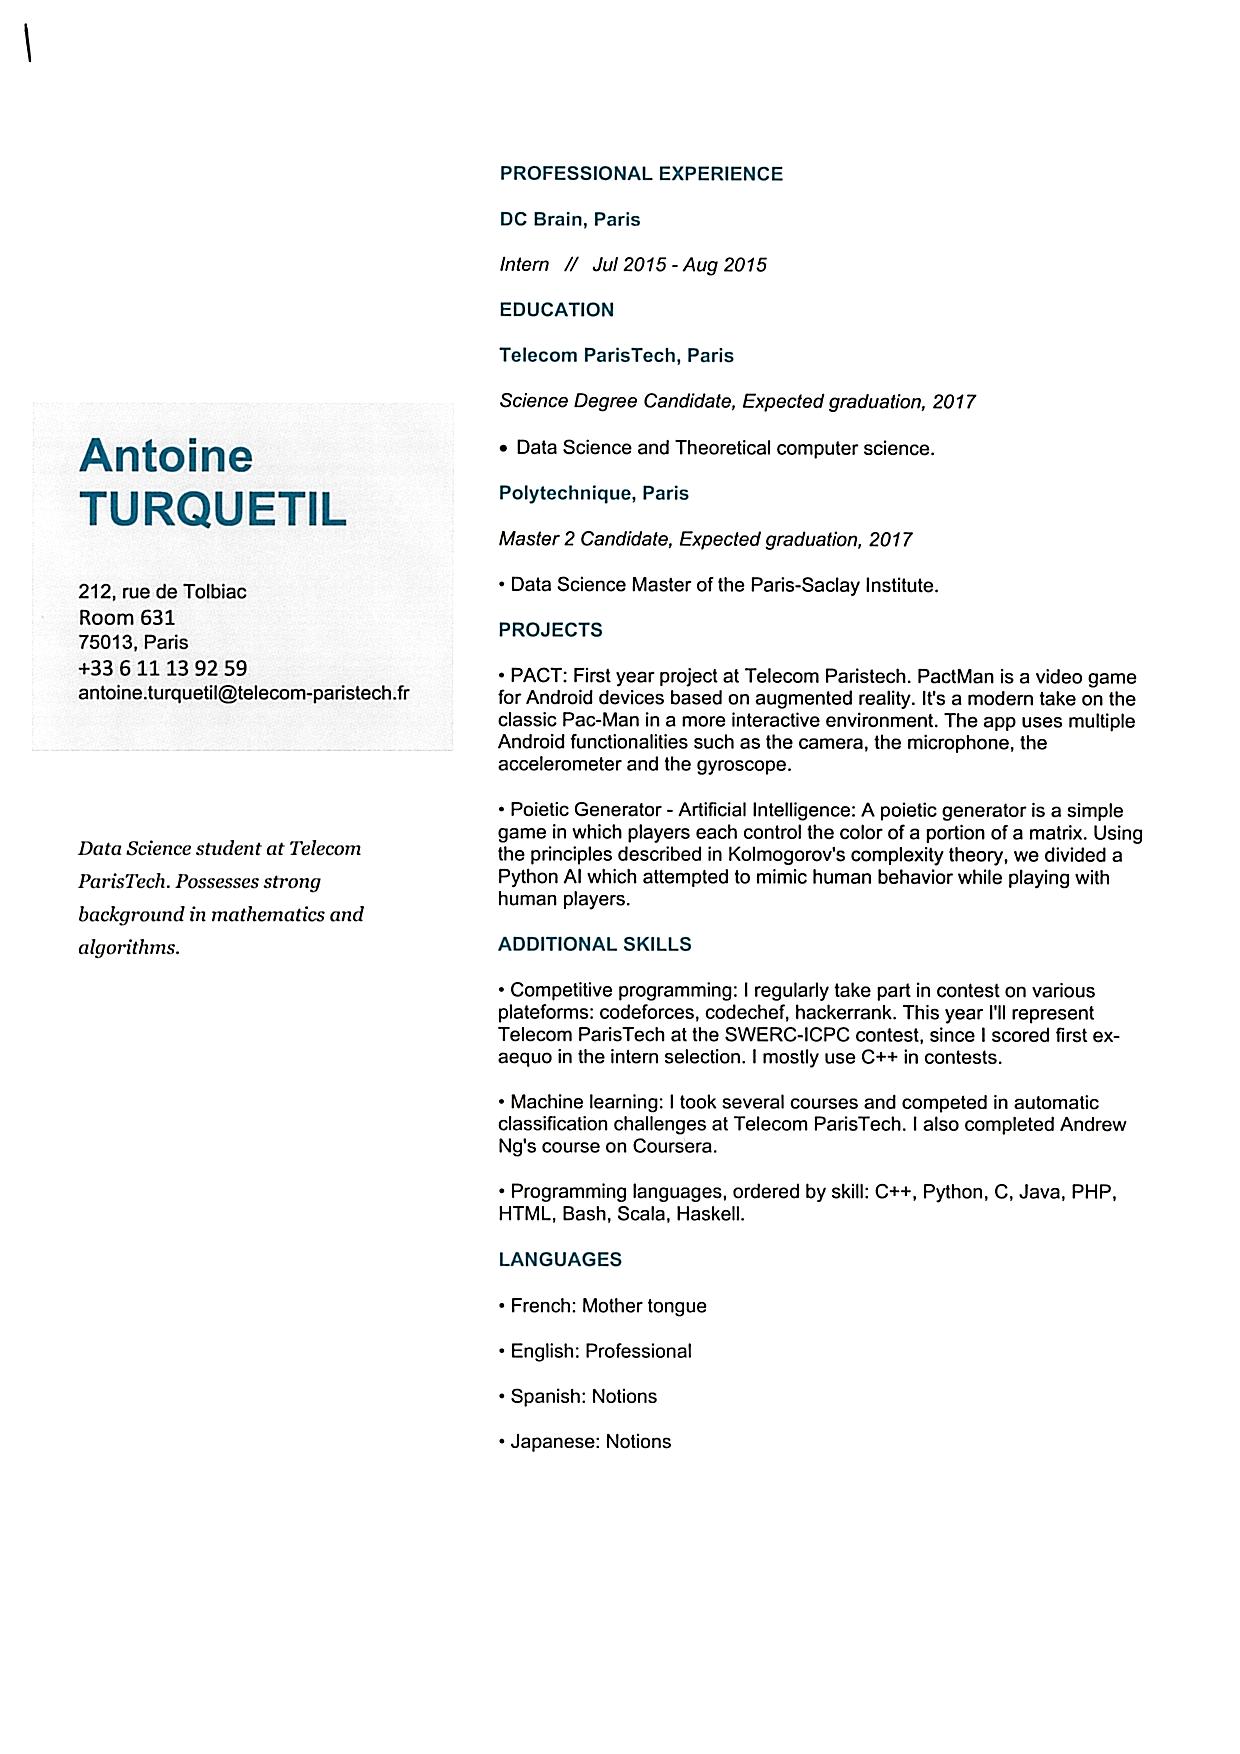 Antoine
TURQUETIL
212, rue de Tolbiac
Room 631
75013, Paris
+33 6 11 13 92 59
antoine.turquetil@telecom-paristech.fr
Data Science student at Telecom
ParisTech. Possesses strong
background in mathematics and
algorithms.
PROFESSIONAL EXPERIENCE
DC Brain, Paris
Intern // Jul 2015 - Aug 2015
EDUCATION
Telecom ParisTech, Paris
Science Degree Candidate, Expected graduation, 2017
• Data Science and Theoretical computer science.
Polytechnique, Paris
Master 2 Candidate, Expected graduation, 2017
• Data Science Master of the Paris-Saclay Institute.
PROJECTS
• PACT: First year project at Telecom Paristech. PactMan is a video game
for Android devices based on augmented reality. It's a modern take on the
classic Pac-Man in a more interactive environment. The app uses multiple
Android functionalities such as the camera, the microphone, the
accelerometer and the gyroscope.
• Poietic Generator - Artificial Intelligence: A poietic generator is a simple
game in which players each control the color of a portion of a matrix. Using
the principles described in Kolmogorov's complexity theory, we divided a
Python AI which attempted to mimic human behavior while playing with
human players.
ADDITIONAL SKILLS
• Competitive programming: I regularly take part in contest on various
plateforms: codeforces, codechef, hackerrank. This year I'll represent
Telecom ParisTech at the SWERC-ICPC contest, since I scored first ex-
aequo in the intern selection. I mostly use C++ in contests.
• Machine learning: I took several courses and competed in automatic
classification challenges at Telecom ParisTech. I also completed Andrew
Ng's course on Coursera.
• Programming languages, ordered by skill: C++, Python, C, Java, PHP,
HTML, Bash, Scala, Haskell.
LANGUAGES
• French: Mother tongue
• English: Professional
• Spanish: Notions
• Japanese: Notions